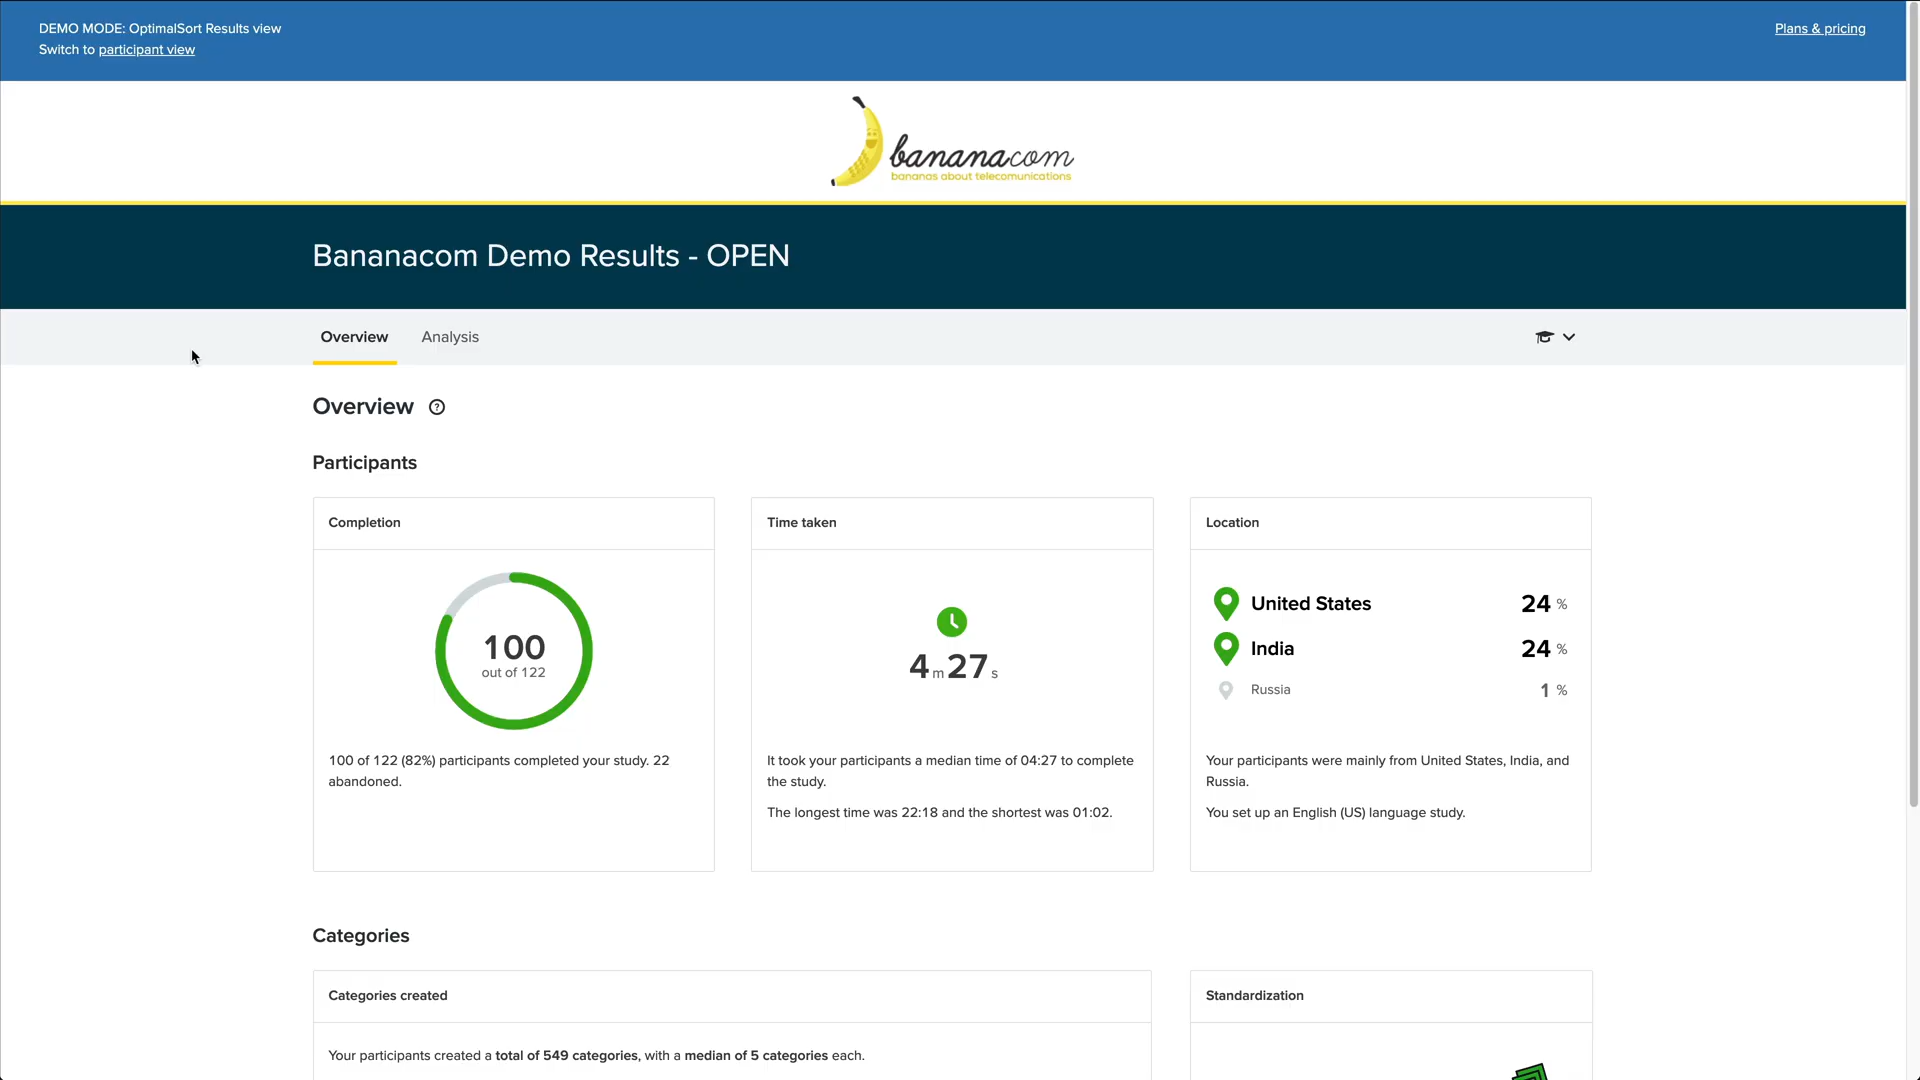 DEMO MODE: OptimalSort Results view
Plans & pricing
Switch to participant view
bananacom
bananas about telecomunications
Bananacom Demo Results - OPEN
Overview
Analysis
Overview ?
Participants
Completion
100
out of 122
100 of 122 (82%) participants completed your study. 22
abandoned.
Time taken
4 m 27 s
It took your participants a median time of 04:27 to complete
the study.
The longest time was 22:18 and the shortest was 01:02.
Location
United States 24 %
India 24 %
Russia 1 %
Your participants were mainly from United States, India, and
Russia.
You set up an English (US) language study.
Categories
Categories created
Your participants created a total of 549 categories, with a median of 5 categories each.
Standardization